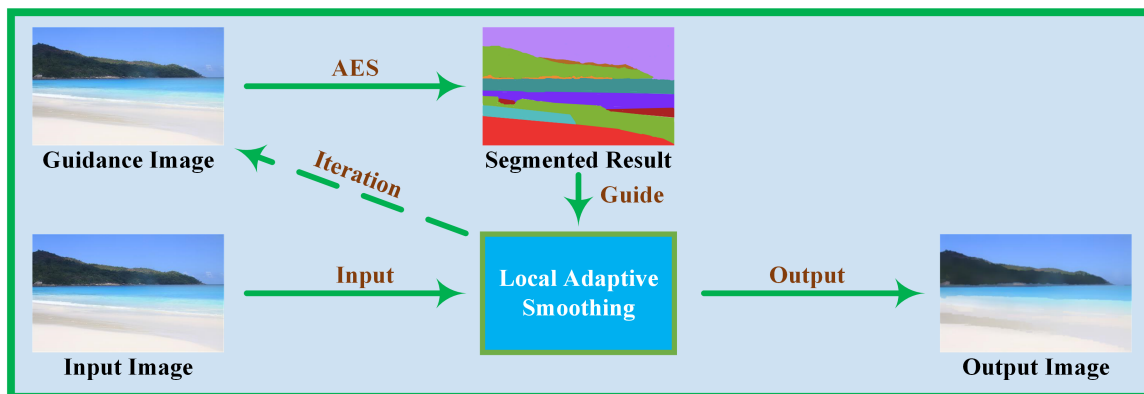 AES
Guidance Image
Segmented Result
Iteration
Guide
Input
Local Adaptive
Smoothing
Output
Input Image
Output Image